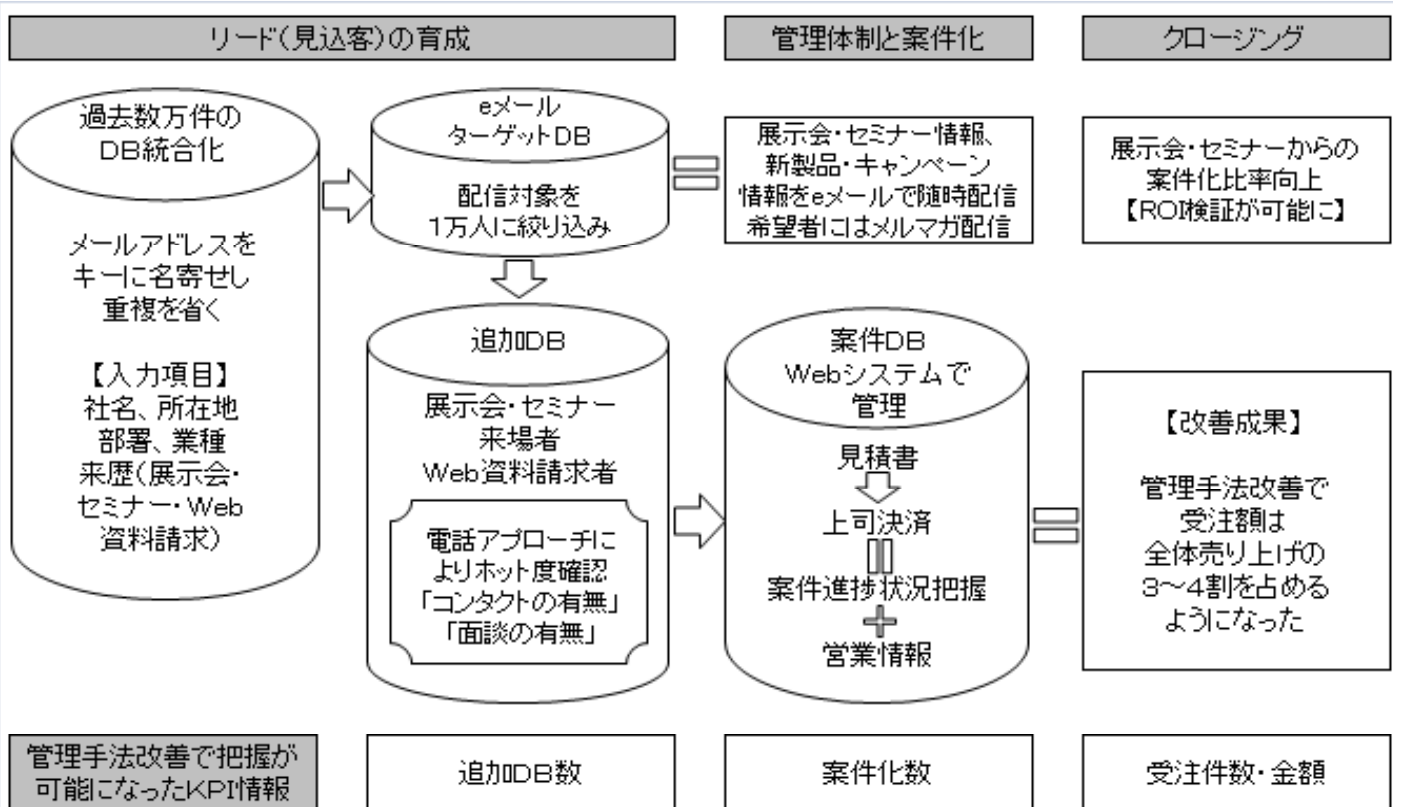 リード(見込客)の育成
管理体制と案件化
クロージング
過去数万件の
DB統合化
メールアドレスを
キーに名寄せし
重複を省く
【入力項目】
社名、所在地
部署、業種
来歴(展示会・
セミナー・Web
資料請求)
eメール
ターゲットDB
配信対象を
1万人に絞り込み
展示会・セミナー情報、
新製品・キャンペーン
情報をeメールで随時配信
希望者にはメルマガ配信
展示会・セミナーからの
案件化比率向上
【ROI検証が可能に】
追加DB
展示会・セミナー
来場者
Web資料請求者
電話アプローチに
よりホット度確認
「コンタクトの有無」
「面談の有無」
案件DB
Webシステムで
管理
見積書
上司決済
案件進捗状況把握
営業情報
【改善成果】
管理手法改善で
受注額は
全体売り上げの
3～4割を占める
ようになった
管理手法改善で把握が
可能になったKPI情報
追加DB数
案件化数
受注件数・金額